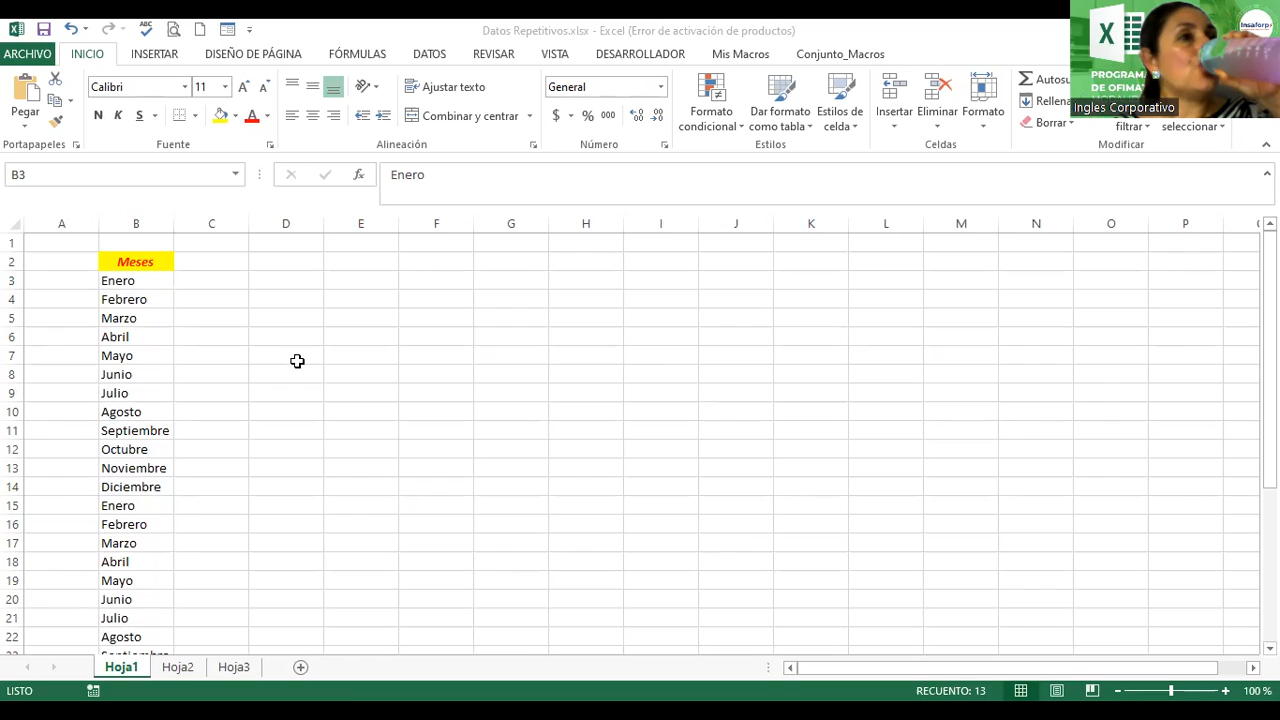 Datos Repetitivos.xlsx - Excel (Error de activación de productos)
ARCHIVO INICIO INSERTAR DISEÑO DE PÁGINA FÓRMULAS DATOS REVISAR VISTA DESARROLLADOR Mis Macros Conjunto_Macros
Pegar
Calibri 11
N K S
Ajustar texto
Combinar y centrar
General
$ % 000
Formato condicional
Dar formato como tabla
Estilos de celda
Insertar
Eliminar
Formato
Borrar
filtrar
seleccionar
Portapapeles Fuente Alineación Número Estilos Celdas Modificar
Insaforp
PROGRAMA
DE
Ingles Corporativo
B3 fx Enero
A B C D E F G H I J K L M N O P
1
2 Meses
3 Enero
4 Febrero
5 Marzo
6 Abril
7 Mayo
8 Junio
9 Julio
10 Agosto
11 Septiembre
12 Octubre
13 Noviembre
14 Diciembre
15 Enero
16 Febrero
17 Marzo
18 Abril
19 Mayo
20 Junio
21 Julio
22 Agosto
Hoja1 Hoja2 Hoja3
LISTO RECUENTO: 13 100 %